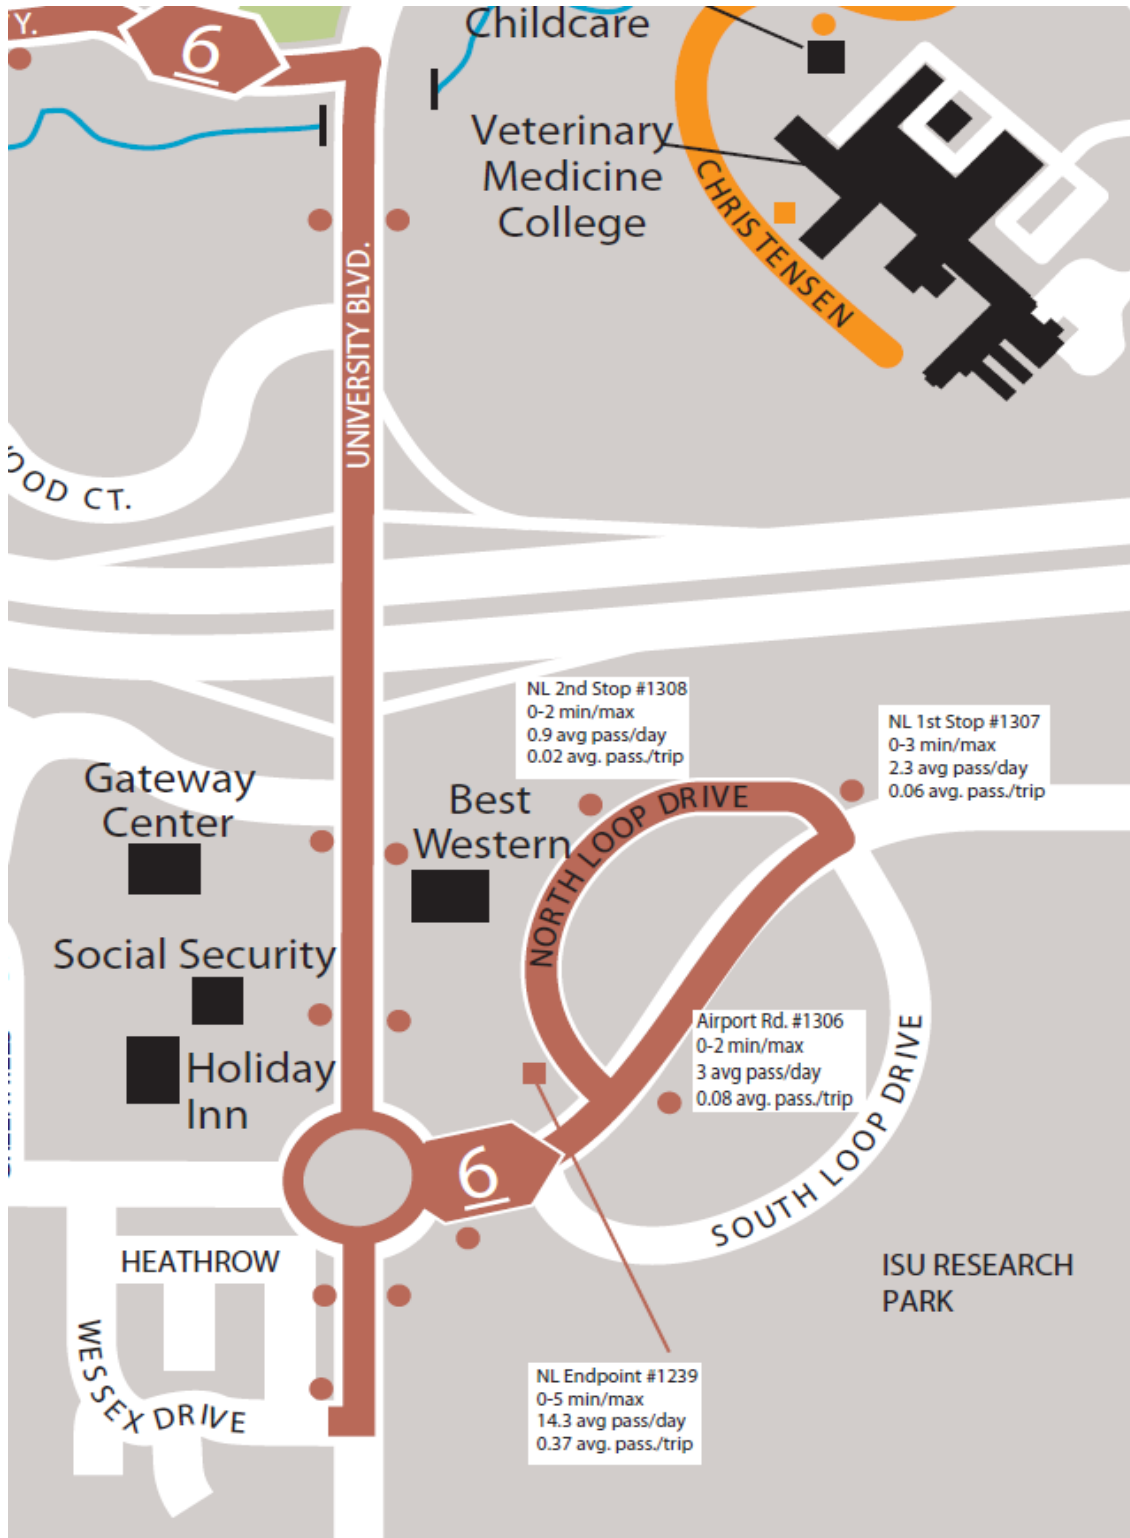 Y.
6
Childcare
Veterinary
Medicine
College
CHRISTENSEN
UNIVERSITY BLVD.
OOD CT.
NL 2nd Stop #1308
0-2 min/max
0.9 avg pass/day
0.02 avg. pass./trip
NL 1st Stop #1307
0-3 min/max
2.3 avg pass/day
0.06 avg. pass./trip
Gateway
Center
Best
Western
NORTH LOOP DRIVE
Social Security
Airport Rd. #1306
0-2 min/max
3 avg pass/day
0.08 avg. pass./trip
Holiday
Inn
6
SOUTH LOOP DRIVE
HEATHROW
ISU RESEARCH
PARK
WESSEX DRIVE
NL Endpoint #1239
0-5 min/max
14.3 avg pass/day
0.37 avg. pass./trip